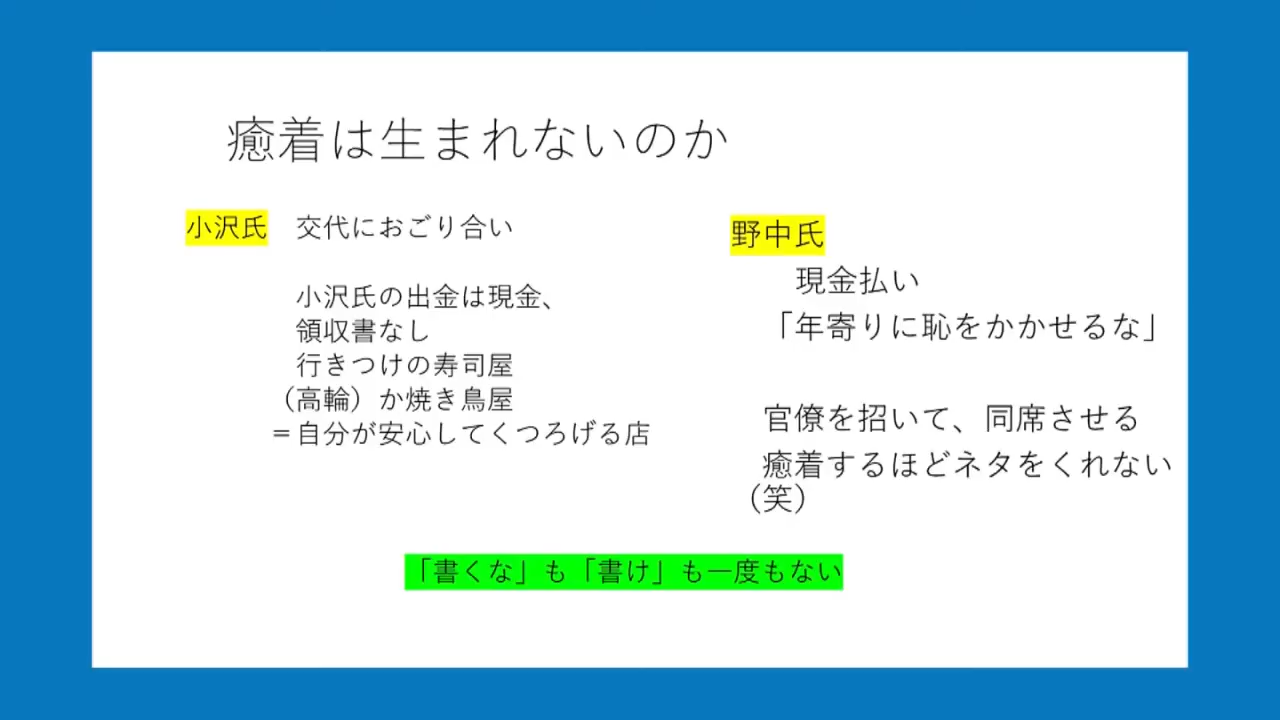 癒着は生まれないのか
小沢氏　交代におごり合い
小沢氏の出金は現金、
領収書なし
行きつけの寿司屋
（高輪）か焼き鳥屋
＝自分が安心してくつろげる店
野中氏
現金払い
「年寄りに恥をかかせるな」
官僚を招いて、同席させる
癒着するほどネタをくれない
（笑）
「書くな」も「書け」も一度もない